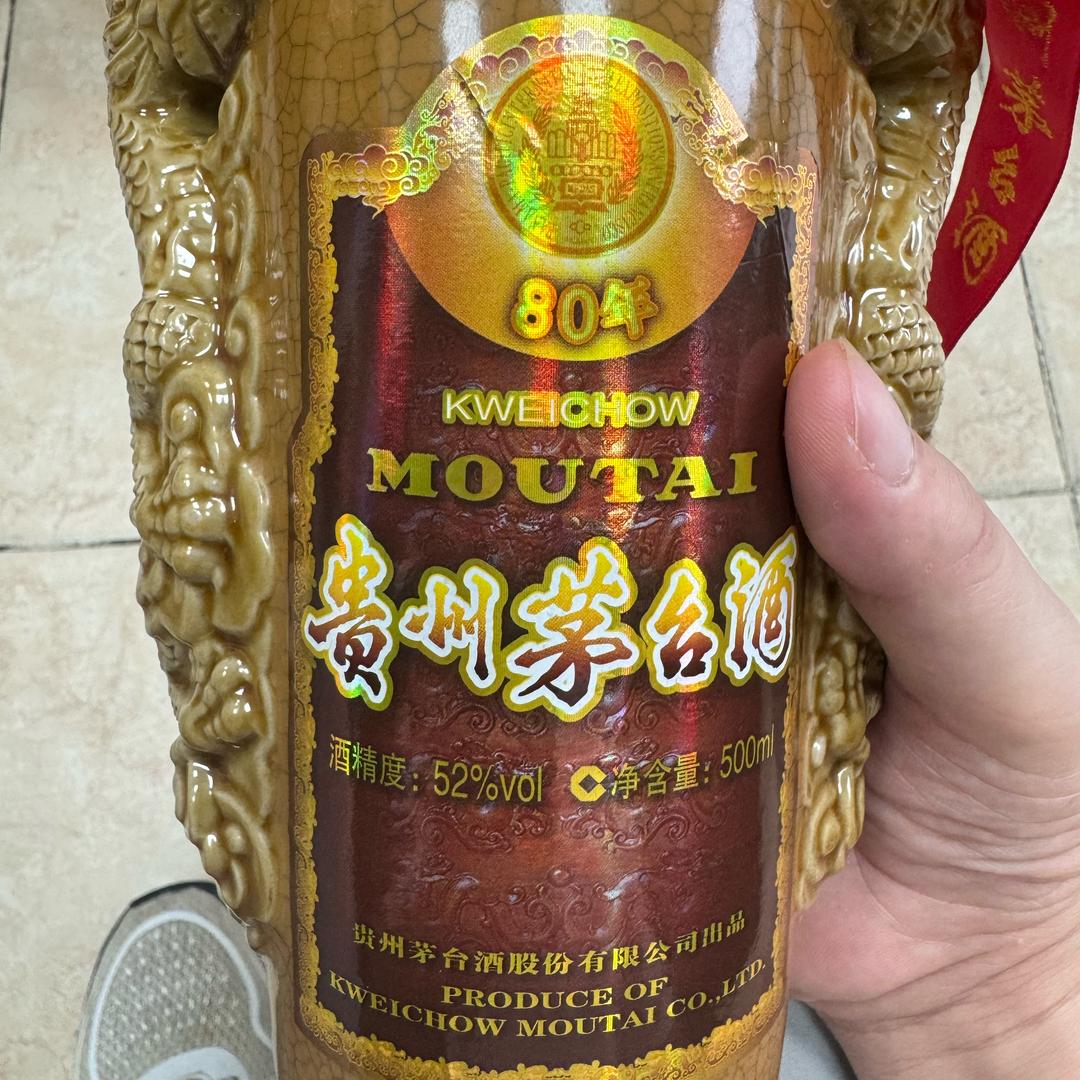 80年
KWEICHOW
MOUTAI
贵州茅台酒
酒精度: 52%vol 净含量: 500ml
贵州茅台酒股份有限公司出品
PRODUCE OF
KWEICHOW MOUTAI CO.,LTD.